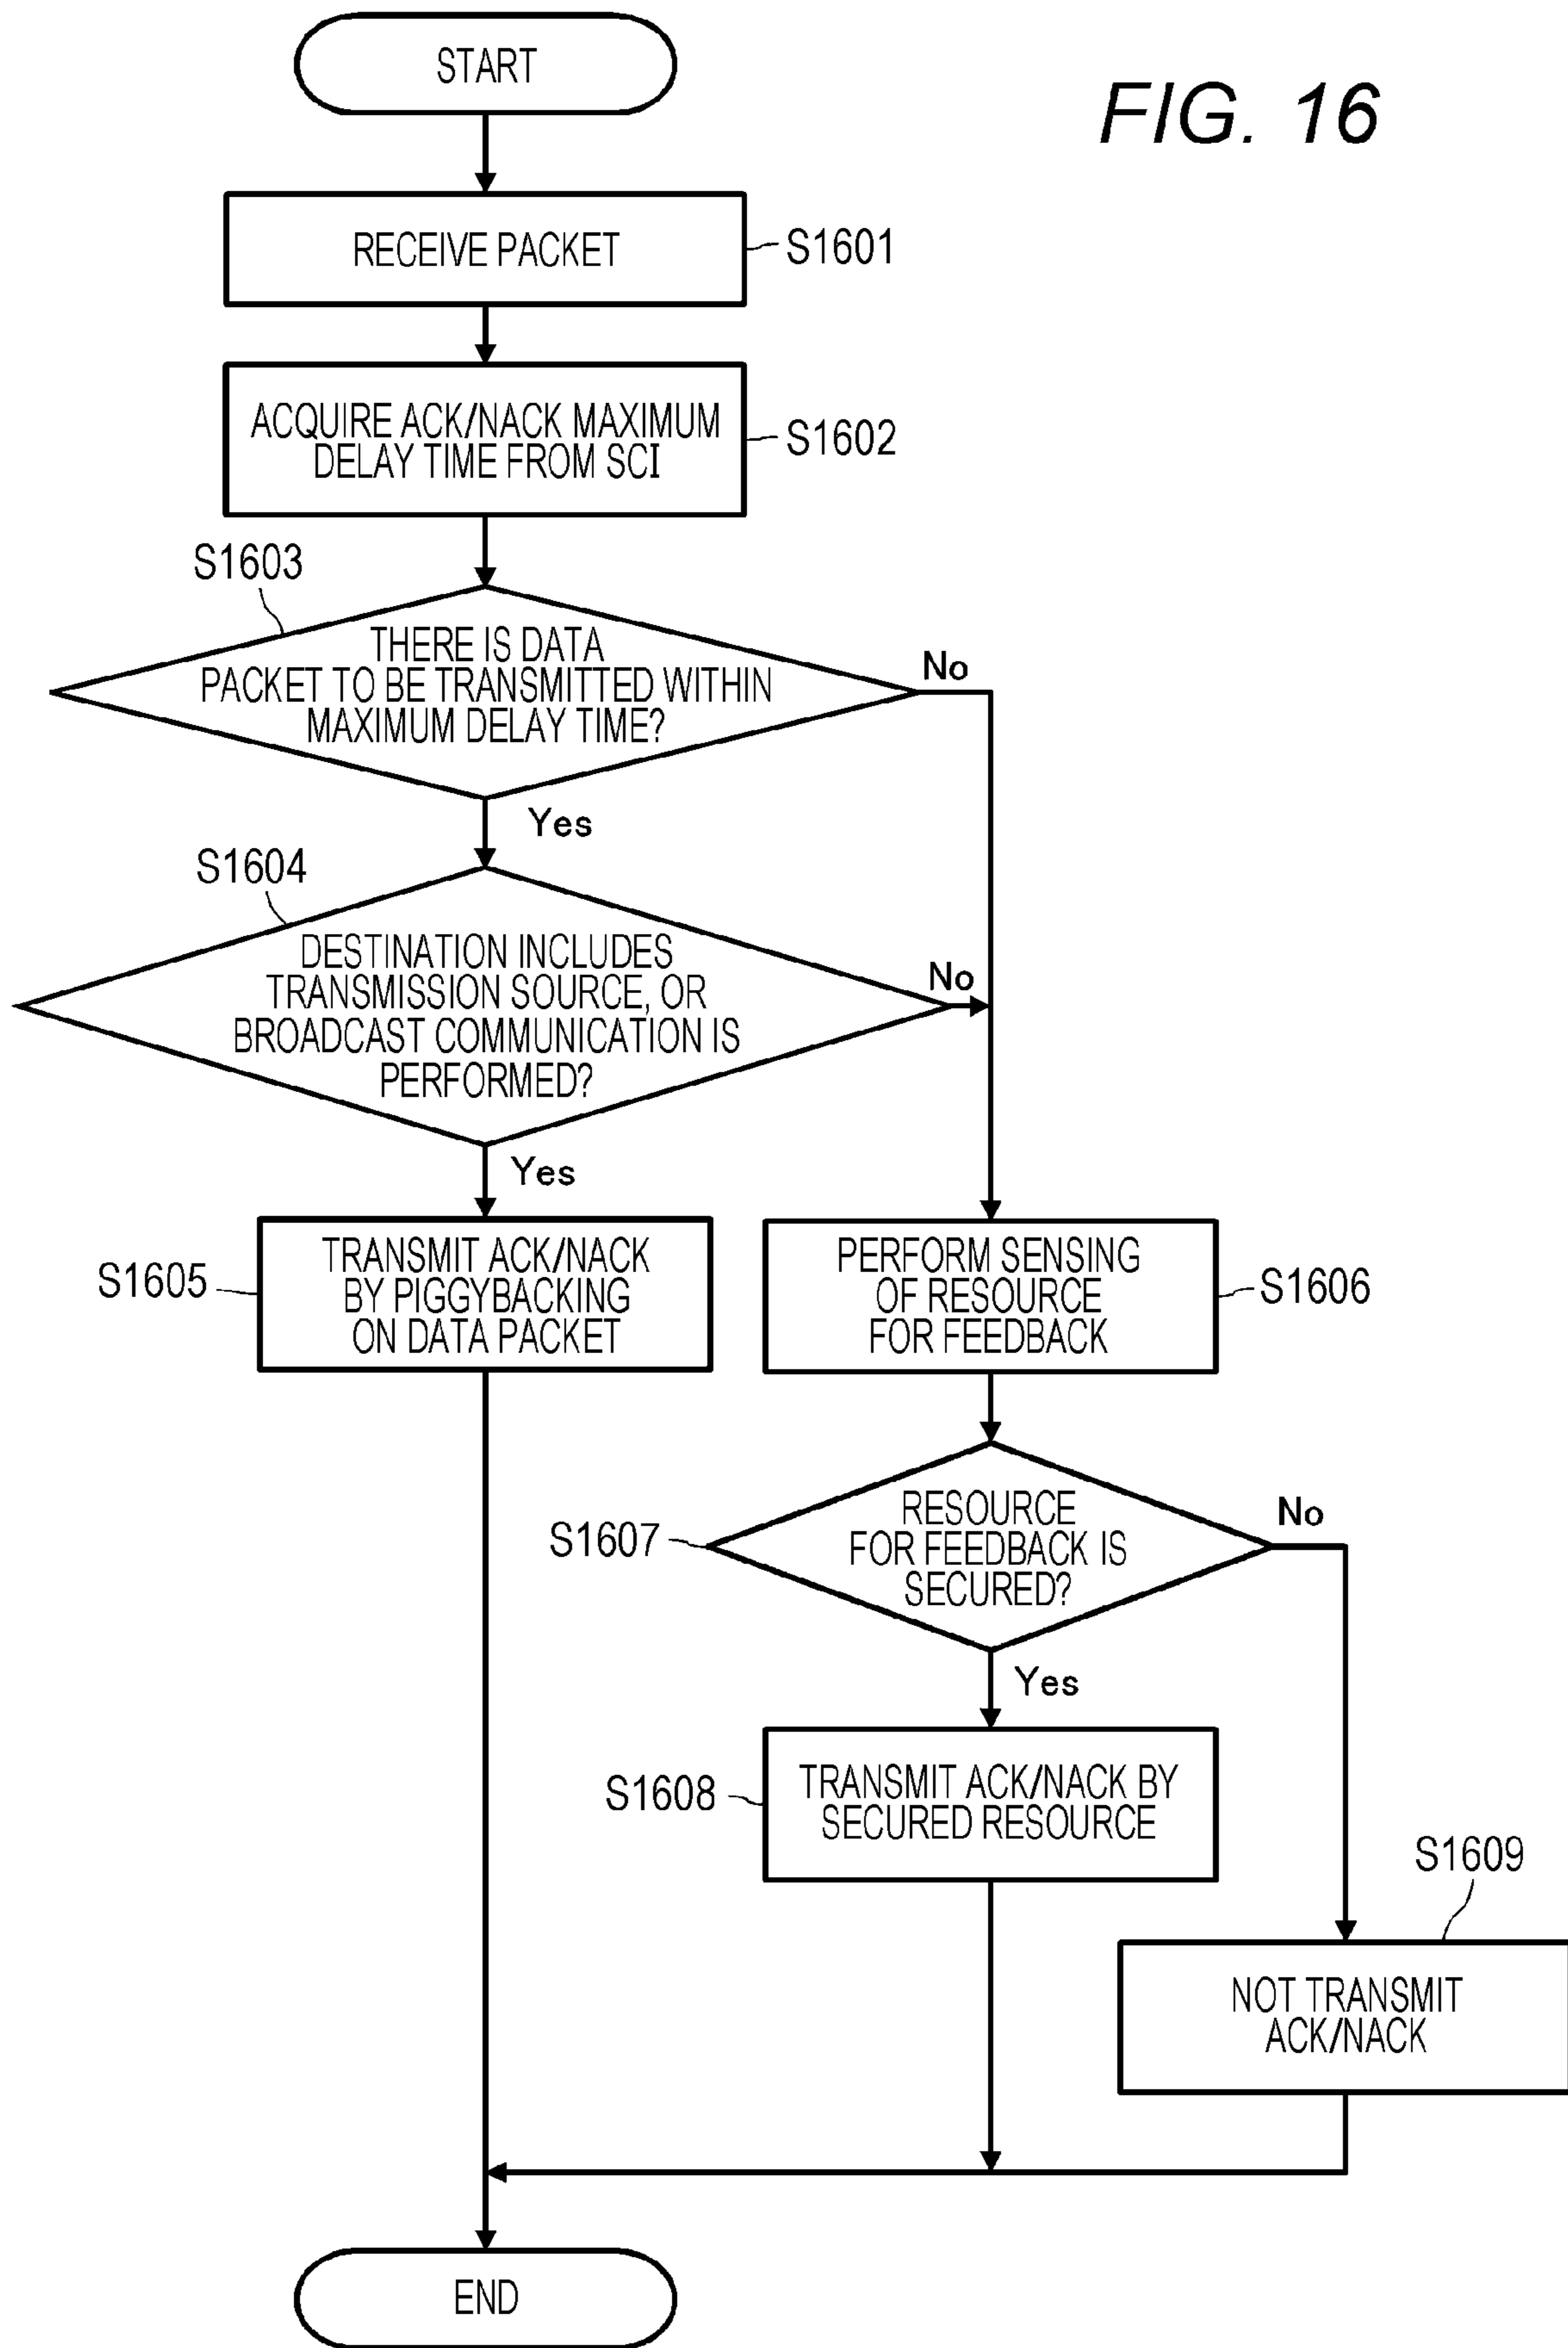 START
FIG. 16
RECEIVE PACKET
S1601
ACQUIRE ACK/NACK MAXIMUM
DELAY TIME FROM SCI
S1602
S1603
THERE IS DATA
PACKET TO BE TRANSMITTED WITHIN
MAXIMUM DELAY TIME?
No
Yes
S1604
DESTINATION INCLUDES
TRANSMISSION SOURCE, OR
BROADCAST COMMUNICATION IS
PERFORMED?
No
Yes
S1605
TRANSMIT ACK/NACK
BY PIGGYBACKING
ON DATA PACKET
PERFORM SENSING
OF RESOURCE
FOR FEEDBACK
S1606
S1607
RESOURCE
FOR FEEDBACK IS
SECURED?
No
Yes
S1608
TRANSMIT ACK/NACK BY
SECURED RESOURCE
S1609
NOT TRANSMIT
ACK/NACK
END